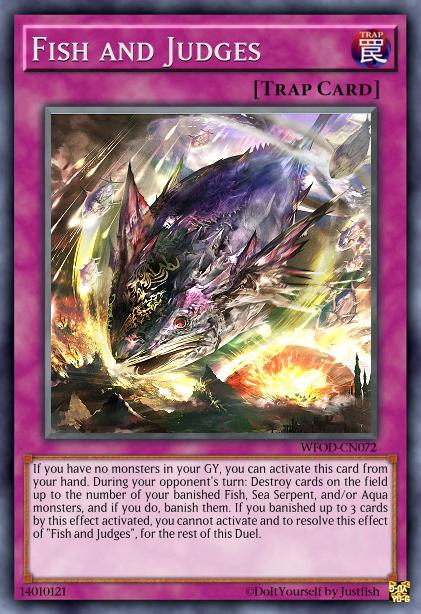 FISH AND JUDGES
TRAP
罠
[TRAP CARD]
WFOD-CN072
If you have no monsters in your GY, you can activate this card from
your hand. During your opponent's turn: Destroy cards on the field
up to the number of your banished Fish, Sea Serpent, and/or Aqua
monsters, and if you do, banish them. If you banished up to 3 cards
by this effect activated, you cannot activate and to resolve this effect
of "Fish and Judges", for the rest of this Duel.
14010121
©DoItYourself by Justfish